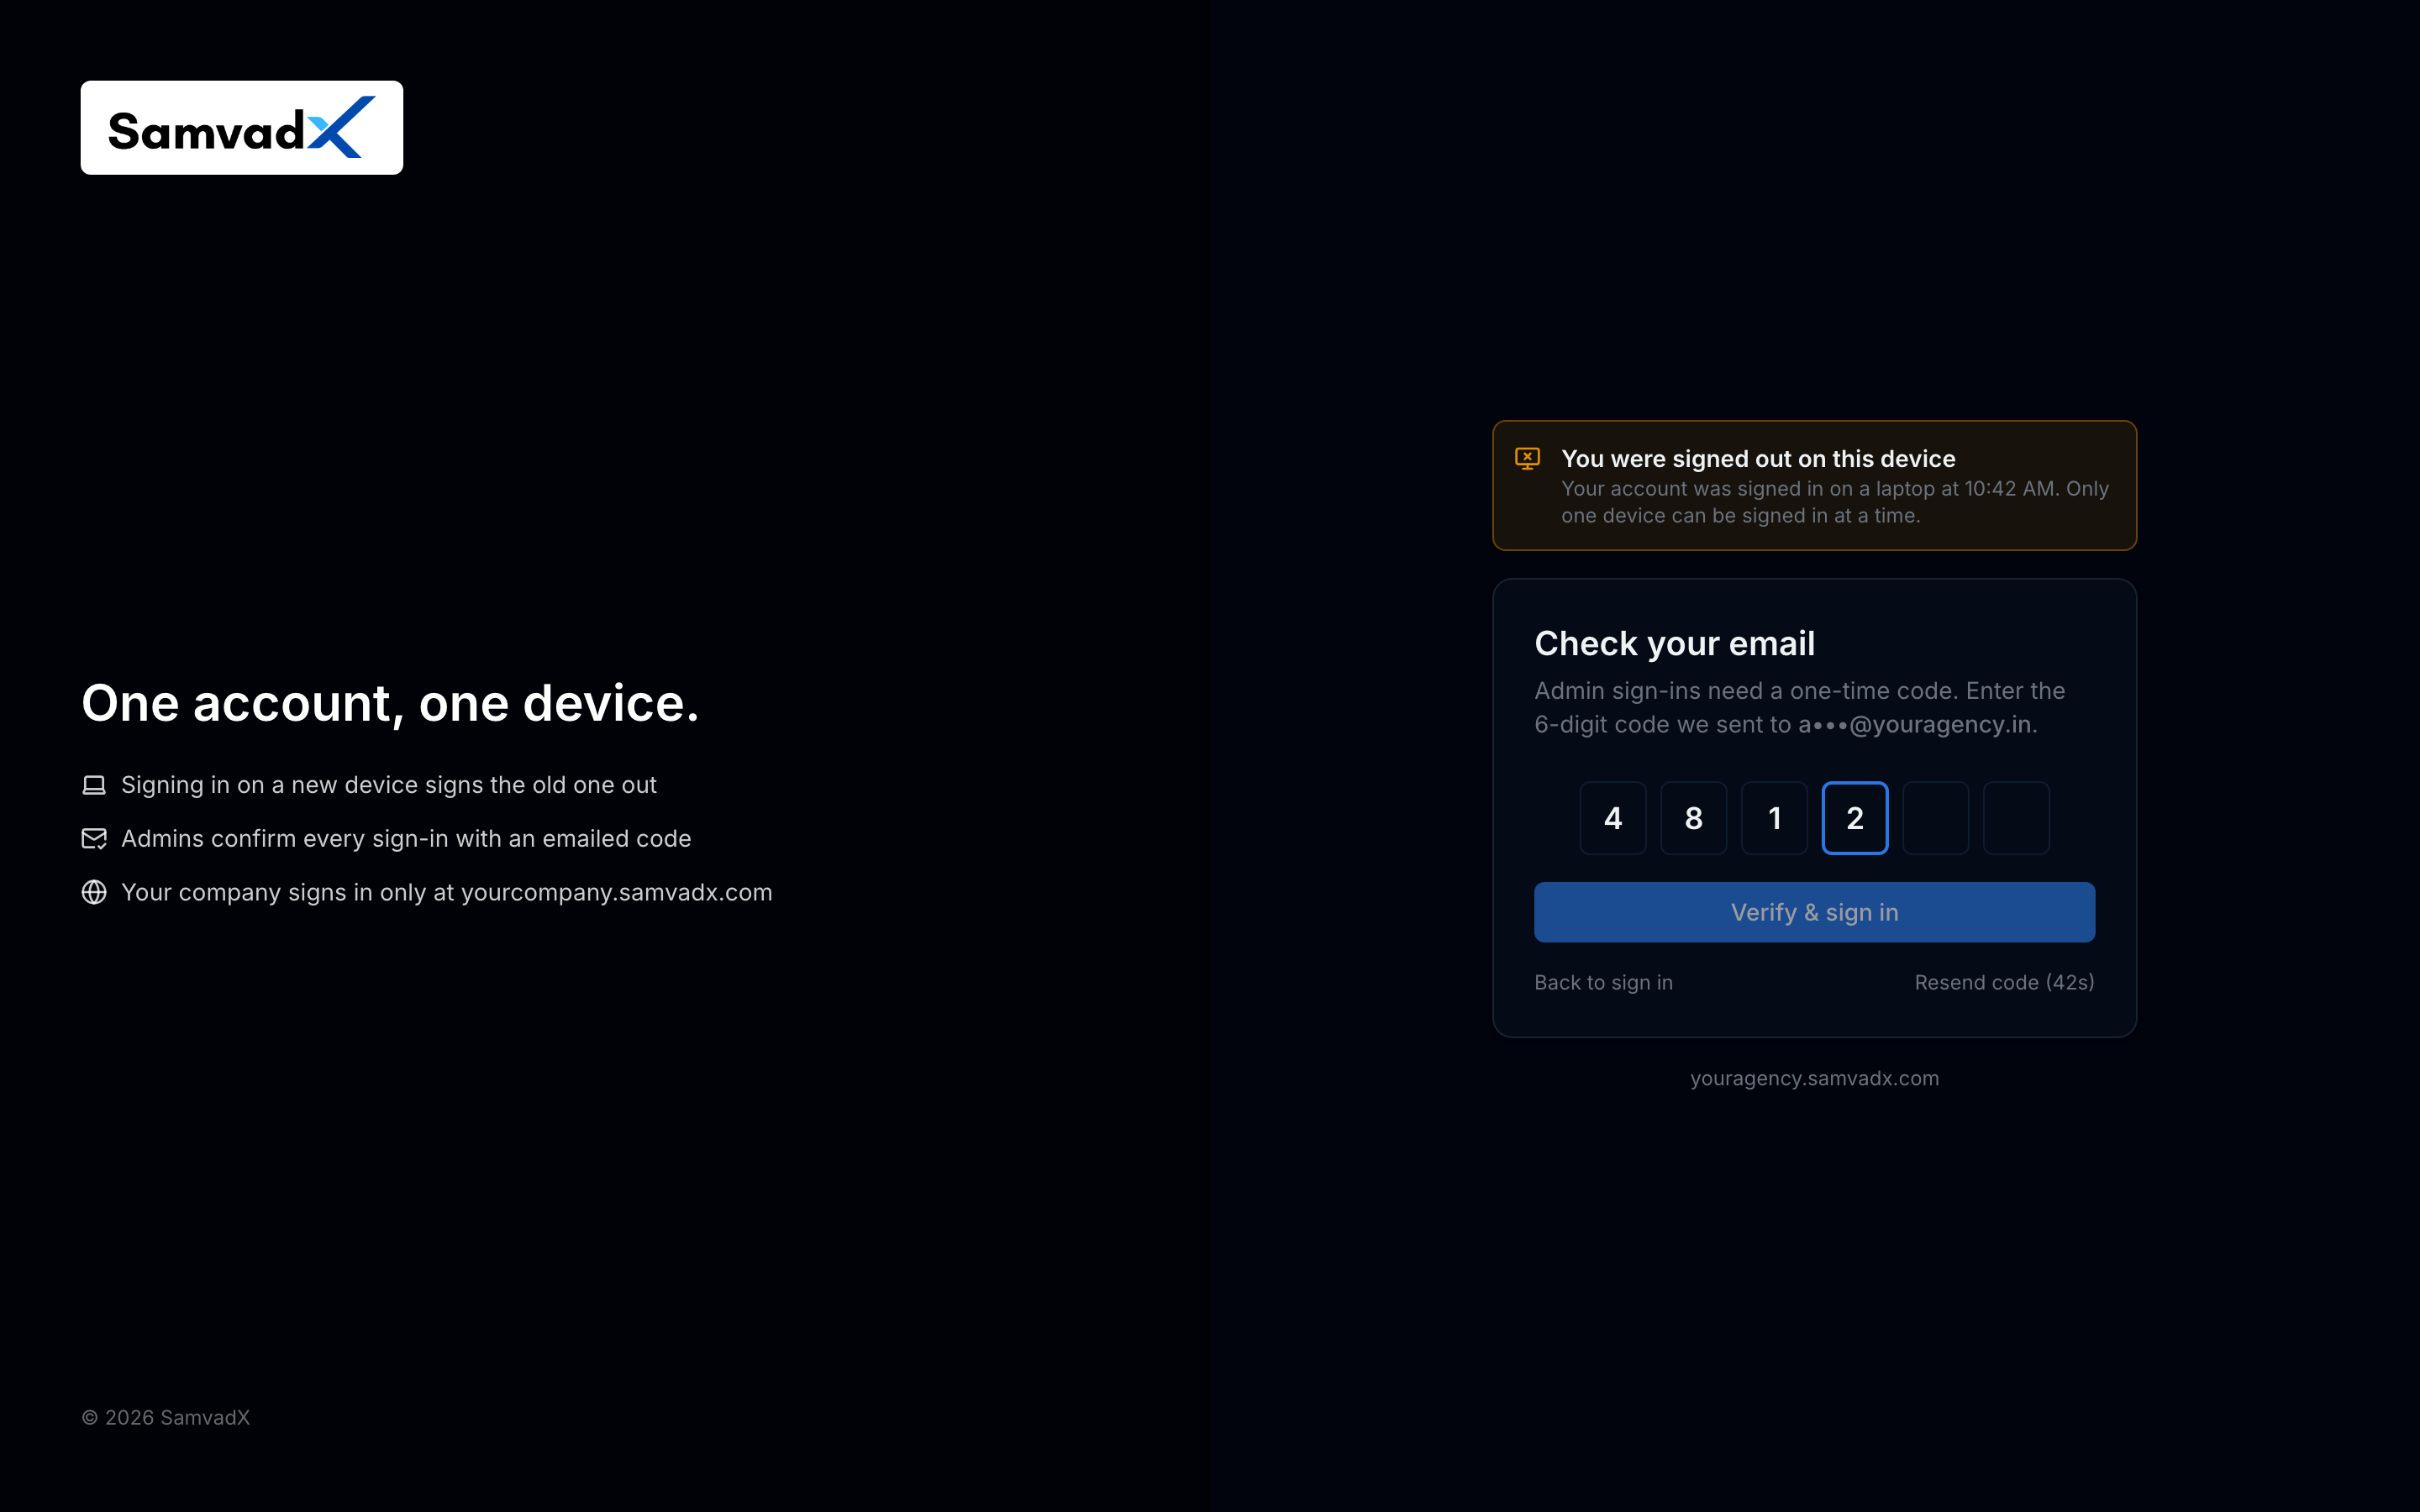 SamvadX
One account, one device.
Signing in on a new device signs the old one out
Admins confirm every sign-in with an emailed code
Your company signs in only at yourcompany.samvadx.com
© 2026 SamvadX
You were signed out on this device
Your account was signed in on a laptop at 10:42 AM. Only
one device can be signed in at a time.
Check your email
Admin sign-ins need a one-time code. Enter the
6-digit code we sent to a•••@youragency.in.
4 8 1 2
Verify & sign in
Back to sign in
Resend code (42s)
youragency.samvadx.com